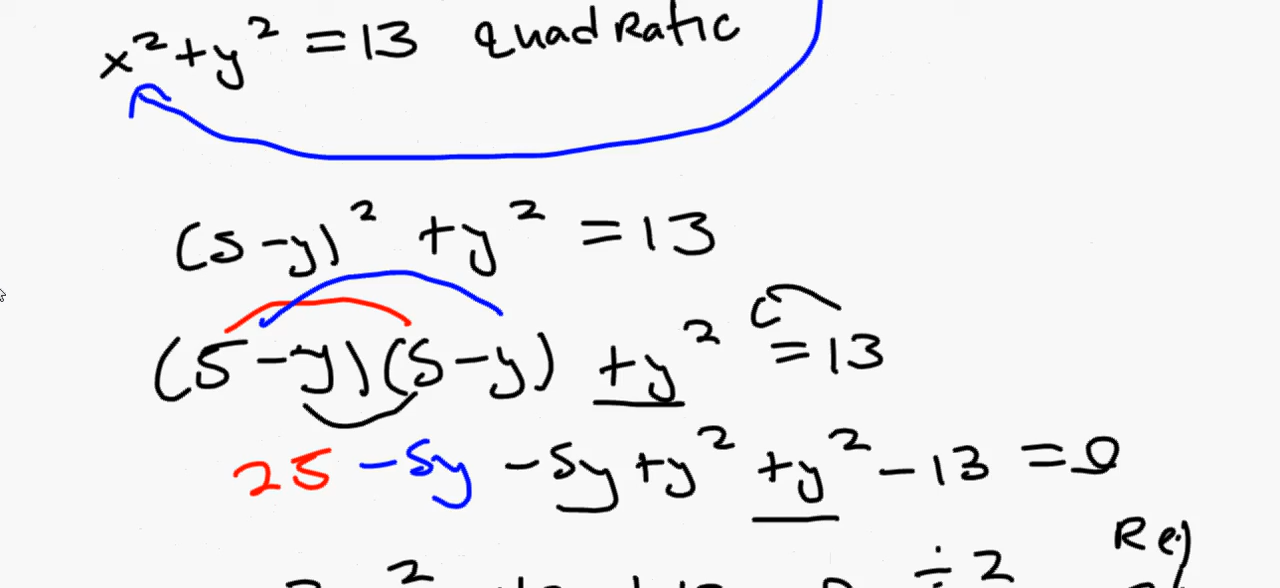 x² + y² = 13 quadRatic
(5 - y)² + y² = 13
(5 - y)(5 - y) + y² = 13
25 - 5y - 5y + y² + y² - 13 = 0
÷ 2